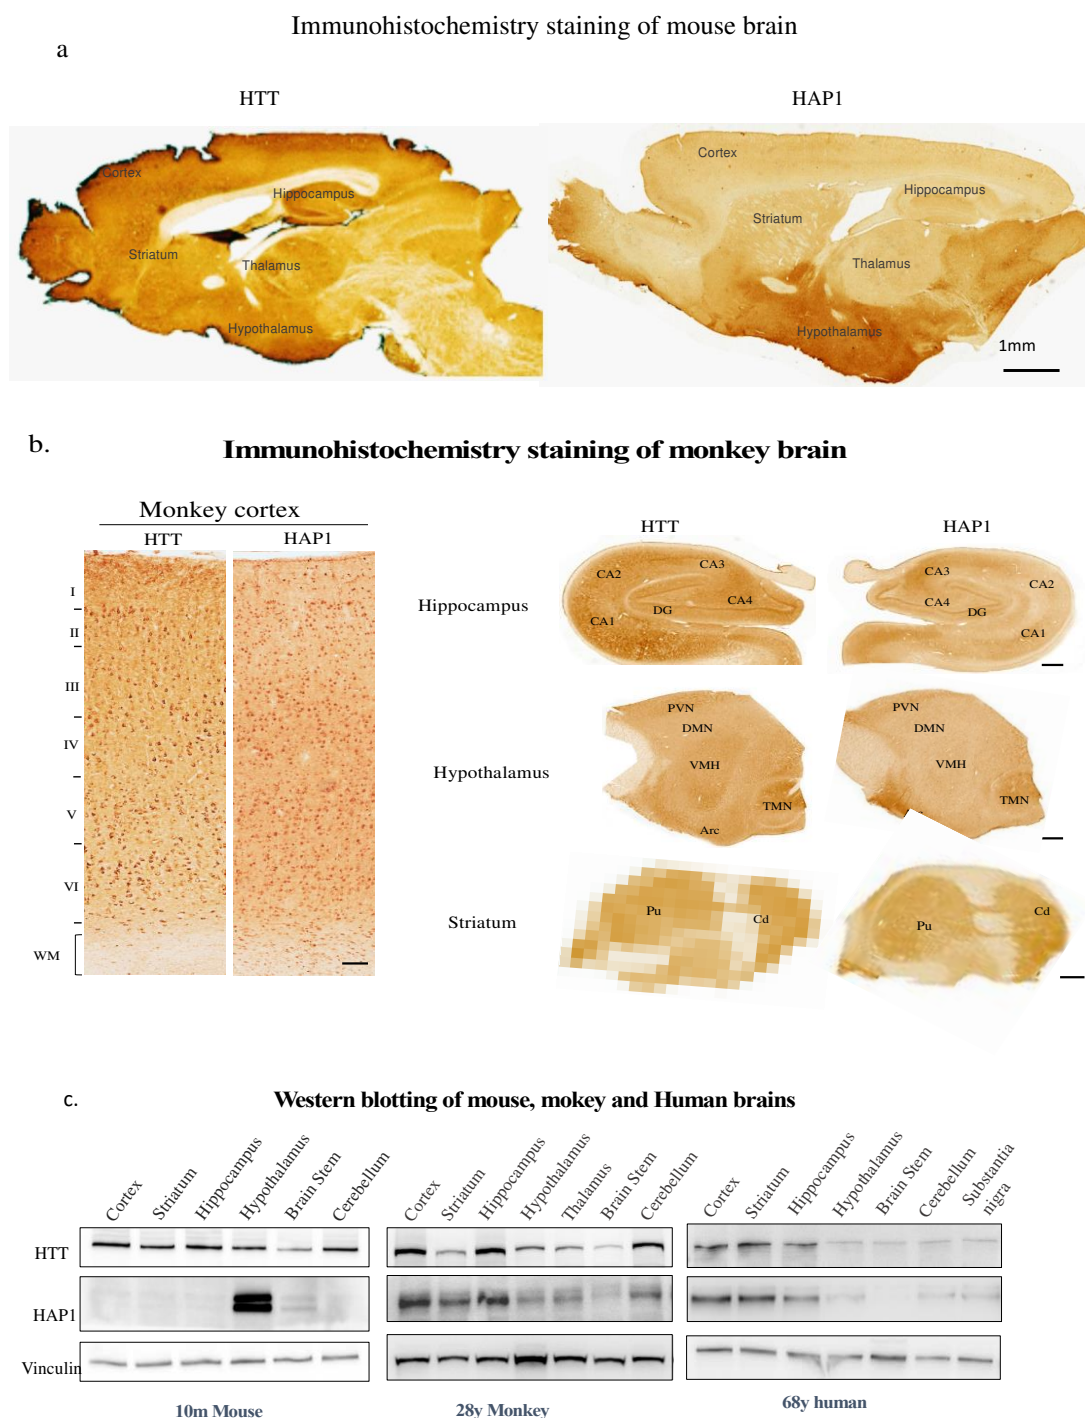 Immunohistochemistry staining of mouse brain
a
HTT
HAP1
Cortex
Hippocampus
Striatum
Thalamus
Hypothalamus
Cortex
Hippocampus
Striatum
Thalamus
Hypothalamus
1mm
b.
Immunohistochemistry staining of monkey brain
Monkey cortex
HTT
HAP1
I
II
III
IV
V
VI
WM
HTT
HAP1
Hippocampus
CA2
CA3
CA4
DG
CA1
CA3
CA2
CA4
DG
CA1
Hypothalamus
PVN
DMN
VMH
TMN
Arc
PVN
DMN
VMH
TMN
Striatum
Pu
Cd
Pu
Cd
c.
Western blotting of mouse, mokey and Human brains
Cortex
Striatum
Hippocampus
Hypothalamus
Brain Stem
Cerebellum
Cortex
Striatum
Hippocampus
Hypothalamus
Thalamus
Brain Stem
Cerebellum
Cortex
Striatum
Hippocampus
Hypothalamus
Brain Stem
Cerebellum
Substantia
nigra
HTT
HAP1
Vinculin
10m Mouse
28y Monkey
68y human